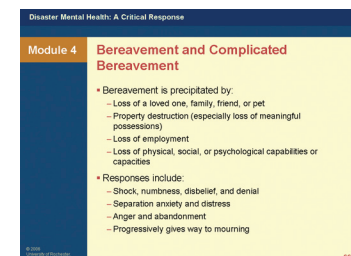 Disaster Mental Health: A Critical Response
Module 4
Bereavement and Complicated
Bereavement
▪ Bereavement is precipitated by:
– Loss of a loved one, family, friend, or pet
– Property destruction (especially loss of meaningful
possessions)
– Loss of employment
– Loss of physical, social, or psychological capabilities or
capacities
▪ Responses include:
– Shock, numbness, disbelief, and denial
– Separation anxiety and distress
– Anger and abandonment
– Progressively gives way to mourning
University of Rochester